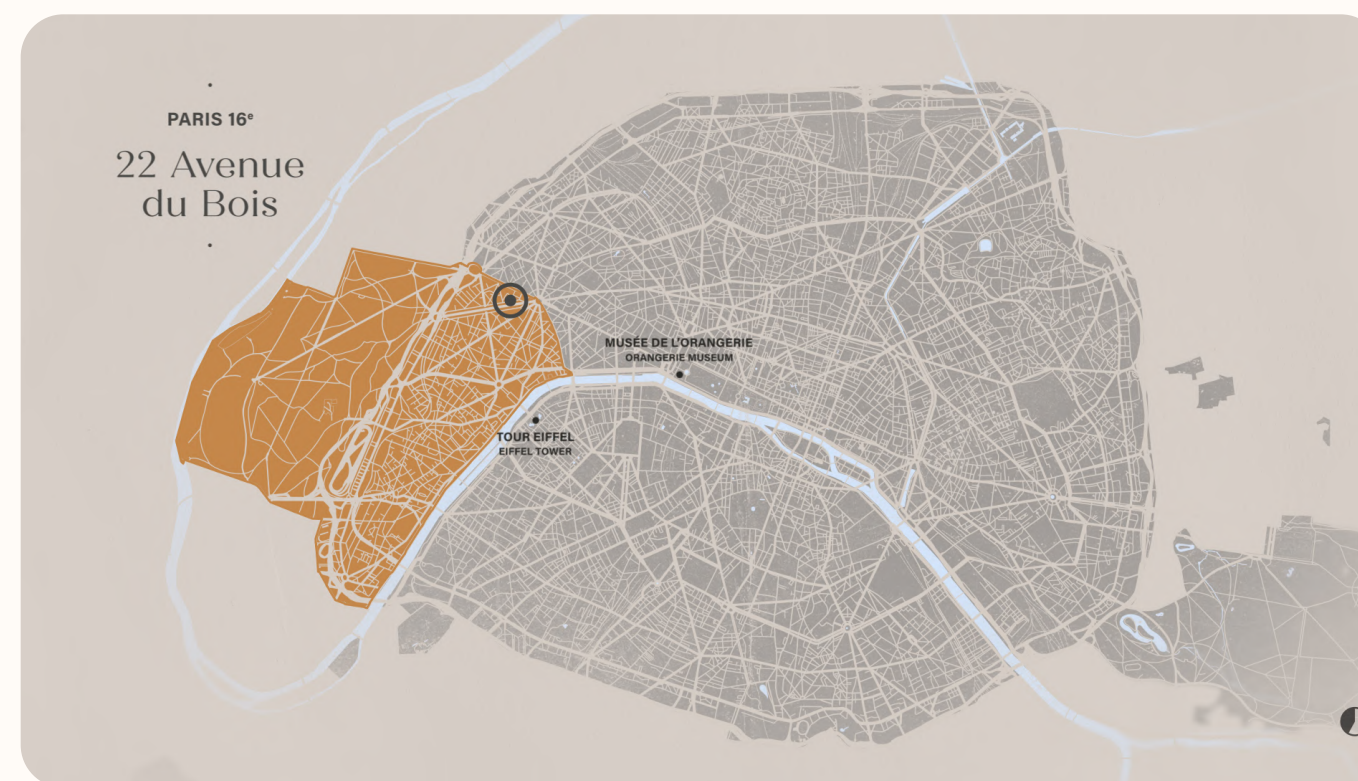 PARIS 16e
22 Avenue
du Bois
MUSÉE DE L'ORANGERIE
ORANGERIE MUSEUM
TOUR EIFFEL
EIFFEL TOWER